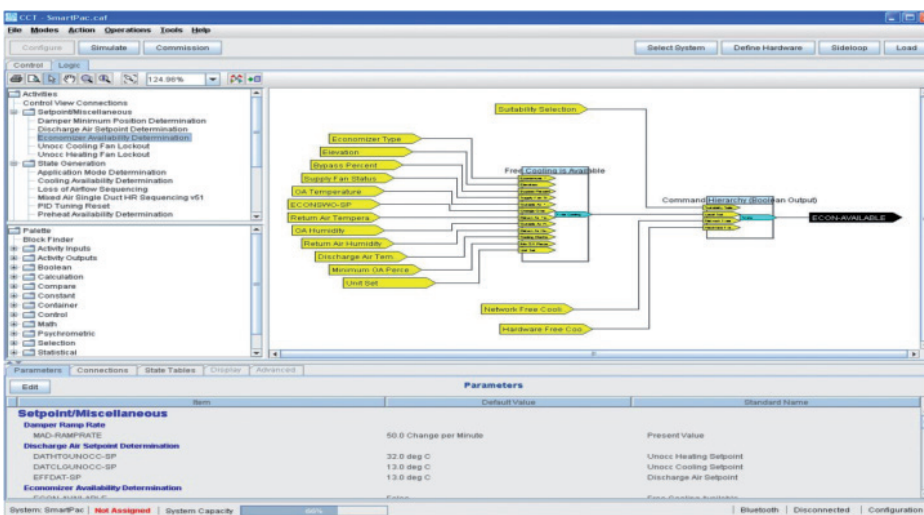 CCT - SmartPac.caf
File Modes Action Operations Tools Help
Configure Simulate Commission Select System Define Hardware Sideloop Load
Control Logic
124.98%
Activities
Control View Connections
Setpoint/Miscellaneous
Damper Minimum Position Determination
Discharge Air Setpoint Determination
Economizer Availability Determination
Unocc Cooling Fan Lockout
Unocc Heating Fan Lockout
State Generation
Application Mode Determination
Cooling Availability Determination
Loss of Airflow Sequencing
Mixed Air Single Duct HR Sequencing v51
PID Tuning Reset
Preheat Availability Determination
Palette
Block Finder
Activity Inputs
Activity Outputs
Boolean
Calculation
Compare
Constant
Container
Control
Math
Psychrometric
Selection
Statistical
Suitability Selection
Economizer Type
Elevation
Bypass Percent
Supply Fan Status
OA Temperature
ECONSWO-SP
Return Air Tempera
OA Humidity
Return Air Humidity
Discharge Air Tem
Minimum OA Perce
Unit Set
Free Cooling is Available
Network Free Cooli
Hardware Free Coo
Command Hierarchy (Boolean Output)
ECON-AVAILABLE
Parameters Connections State Tables Display Advanced
Edit Parameters
Item Default Value Standard Name
Setpoint/Miscellaneous
Damper Ramp Rate
MAD-RAMPRATE 50.0 Change per Minute Present Value
Discharge Air Setpoint Determination
DATHTGUNOCC-SP 32.0 deg C Unocc Heating Setpoint
DATCLGUNOCC-SP 13.0 deg C Unocc Cooling Setpoint
EFFDAT-SP 13.0 deg C Discharge Air Setpoint
Economizer Availability Determination
ECON-AVAILABLE False Free Cooling Available
System: SmartPac Not Assigned System Capacity 66% Bluetooth Disconnected Configuration